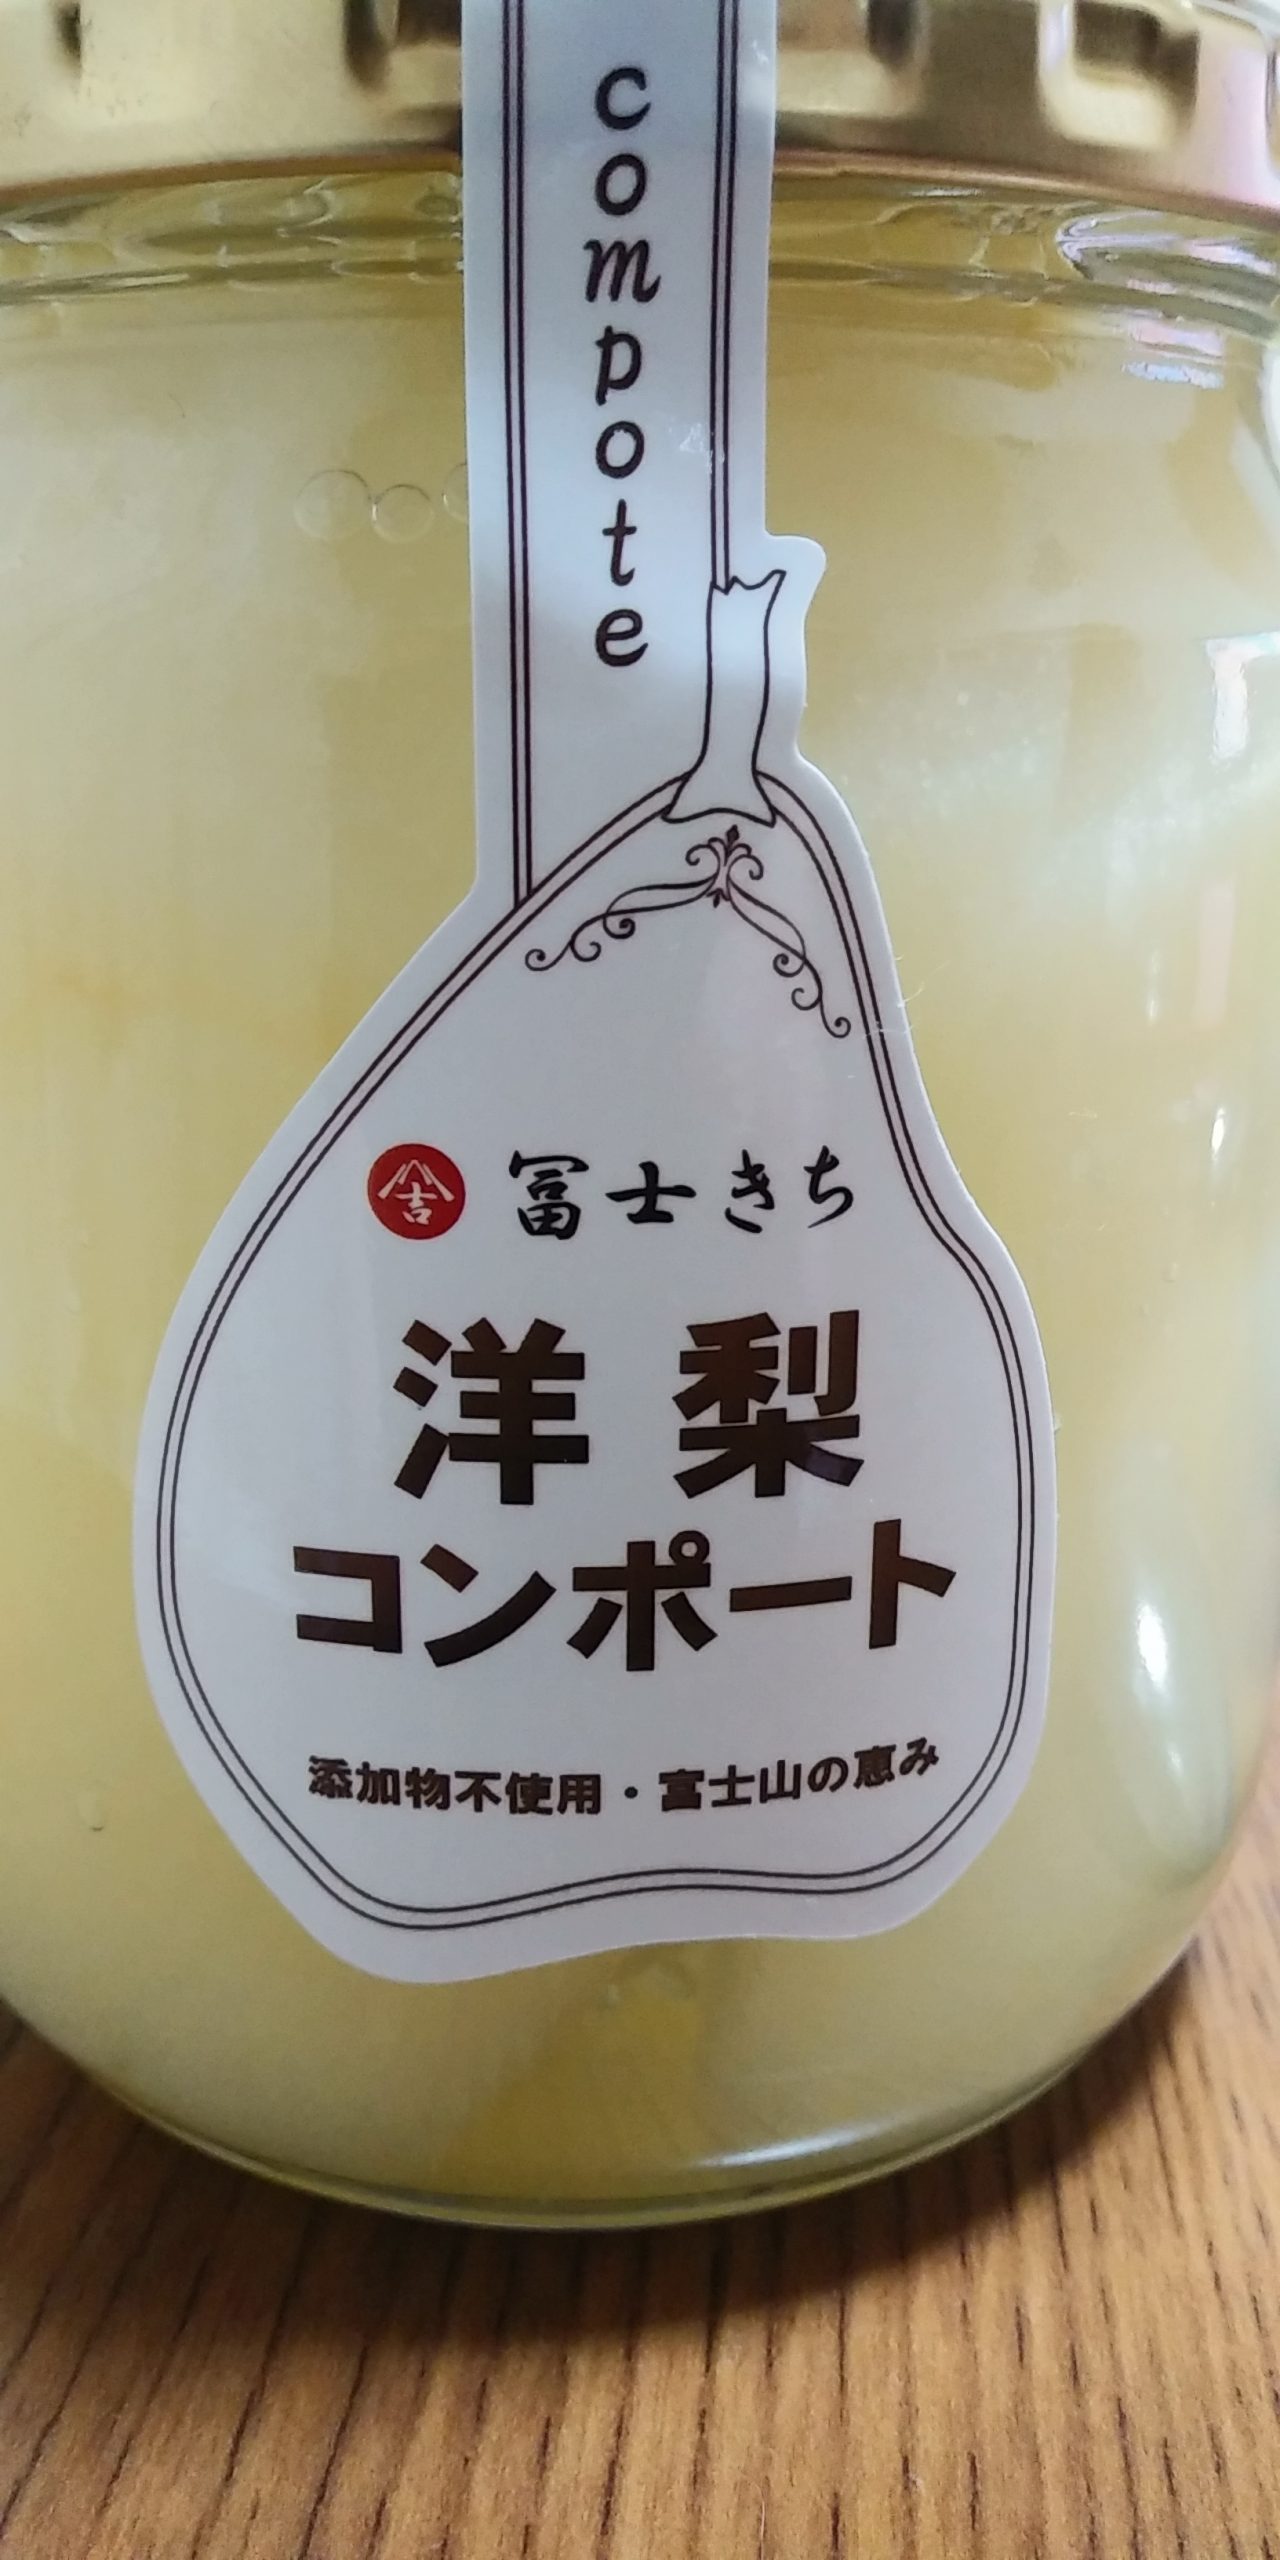 compote
吉
冨士きち
洋梨
コンポート
添加物不使用・富士山の恵み